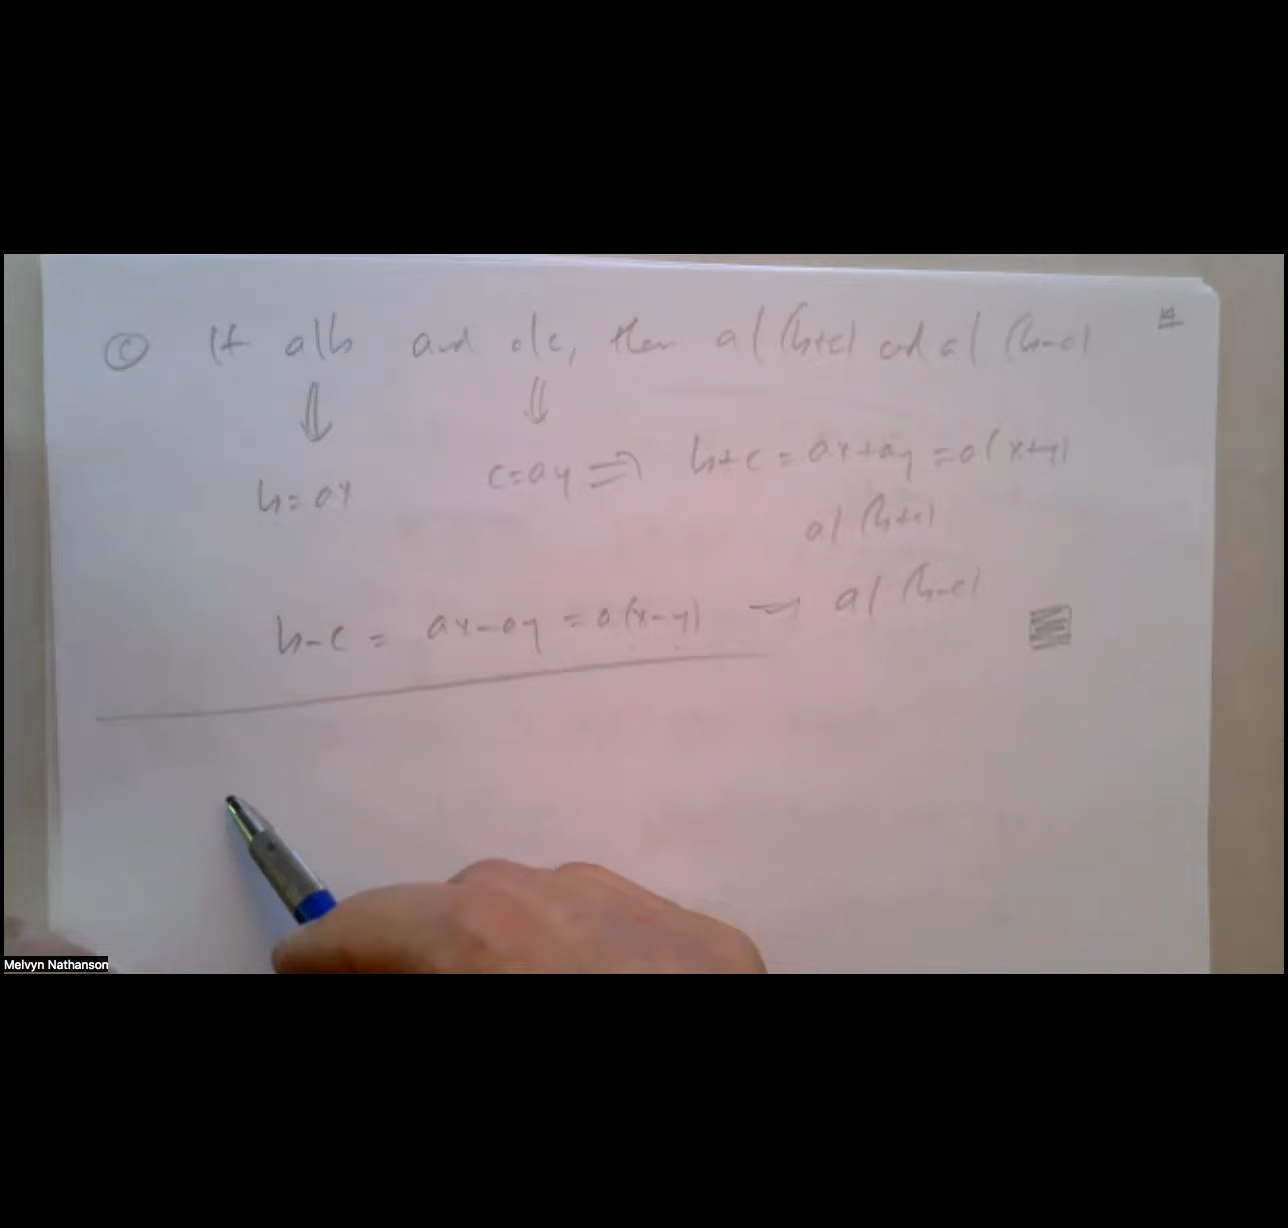 © If a|b and a|c, then a|(b+c) and a|(b-c)
⇓ ⇓
b=ax c=ay ⇒ b+c = ax+ay = a(x+y)
a|(b+c)
b-c = ax-ay = a(x-y) ⇒ a|(b-c)
Melvyn Nathanson